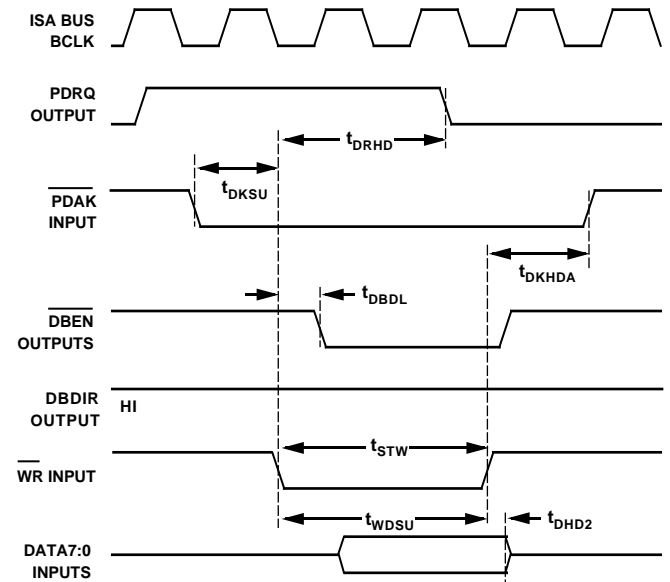 ISA BUS
BCLK
PDRQ
OUTPUT
tDRHD
tDKSU
PDAK
INPUT
tDKHDA
tDBDL
DBEN
OUTPUTS
DBDIR
OUTPUT
HI
tSTW
WR INPUT
tWDSU
tDHD2
DATA7:0
INPUTS